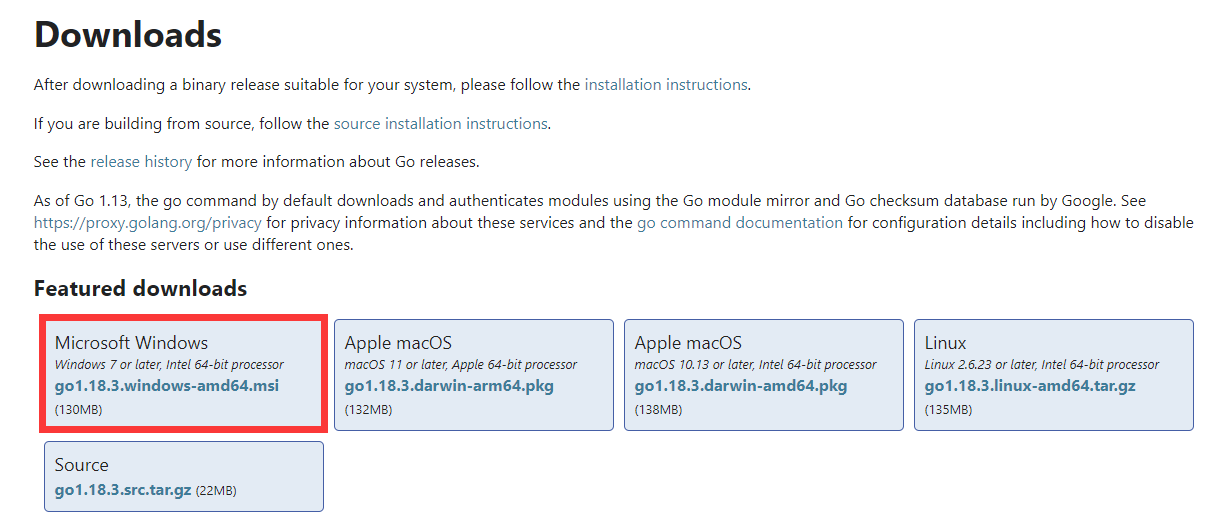 Downloads
After downloading a binary release suitable for your system, please follow the installation instructions.
If you are building from source, follow the source installation instructions.
See the release history for more information about Go releases.
As of Go 1.13, the go command by default downloads and authenticates modules using the Go module mirror and Go checksum database run by Google. See
https://proxy.golang.org/privacy for privacy information about these services and the go command documentation for configuration details including how to disable
the use of these servers or use different ones.
Featured downloads
Microsoft Windows
Windows 7 or later, Intel 64-bit processor
go1.18.3.windows-amd64.msi
(130MB)
Apple macOS
macOS 11 or later, Apple 64-bit processor
go1.18.3.darwin-arm64.pkg
(132MB)
Apple macOS
macOS 10.13 or later, Intel 64-bit processor
go1.18.3.darwin-amd64.pkg
(138MB)
Linux
Linux 2.6.23 or later, Intel 64-bit processor
go1.18.3.linux-amd64.tar.gz
(135MB)
Source
go1.18.3.src.tar.gz (22MB)